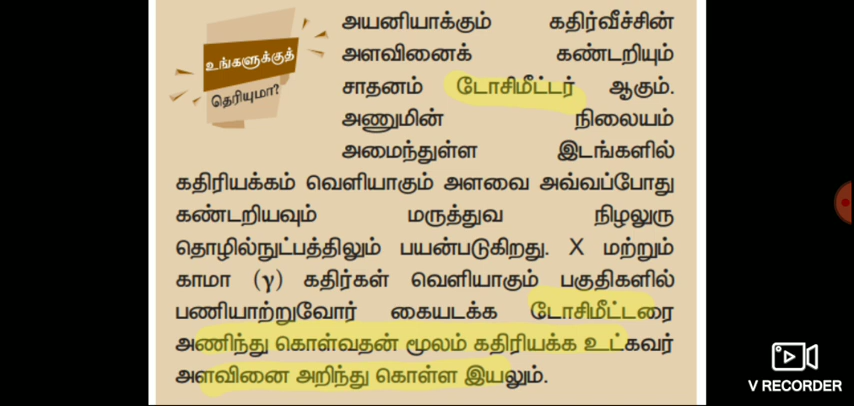 உங்களுக்குத்
தெரியுமா?
அயனியாக்கும் கதிர்வீச்சின்
அளவினைக் கண்டறியும்
சாதனம் டோசிமீட்டர் ஆகும்.
அணுமின் நிலையம்
அமைந்துள்ள இடங்களில்
கதிரியக்கம் வெளியாகும் அளவை அவ்வப்போது
கண்டறியவும் மருத்துவ நிழலுரு
தொழில்நுட்பத்திலும் பயன்படுகிறது. X மற்றும்
காமா (γ) கதிர்கள் வெளியாகும் பகுதிகளில்
பணியாற்றுவோர் கையடக்க டோசிமீட்டரை
அணிந்து கொள்வதன் மூலம் கதிரியக்க உட்கவர்
அளவினை அறிந்து கொள்ள இயலும்.
V RECORDER